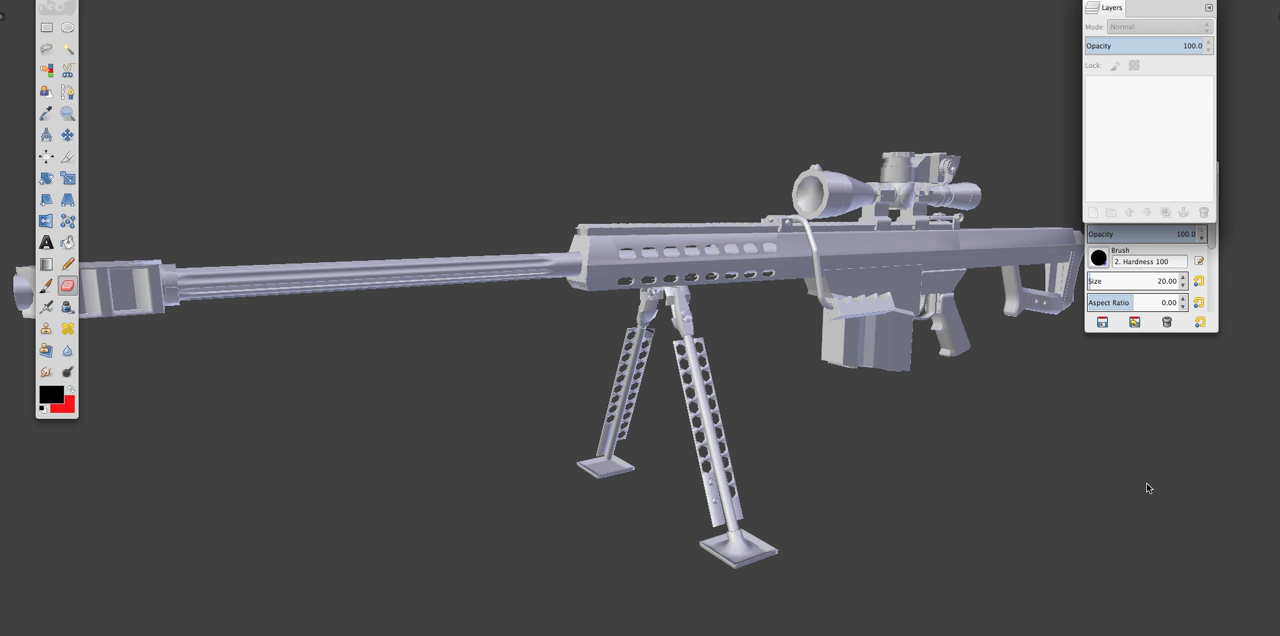 Layers
Mode: Normal
Opacity 100.0
Lock:
Opacity 100.0
Brush
2. Hardness 100
Size 20.00
Aspect Ratio 0.00